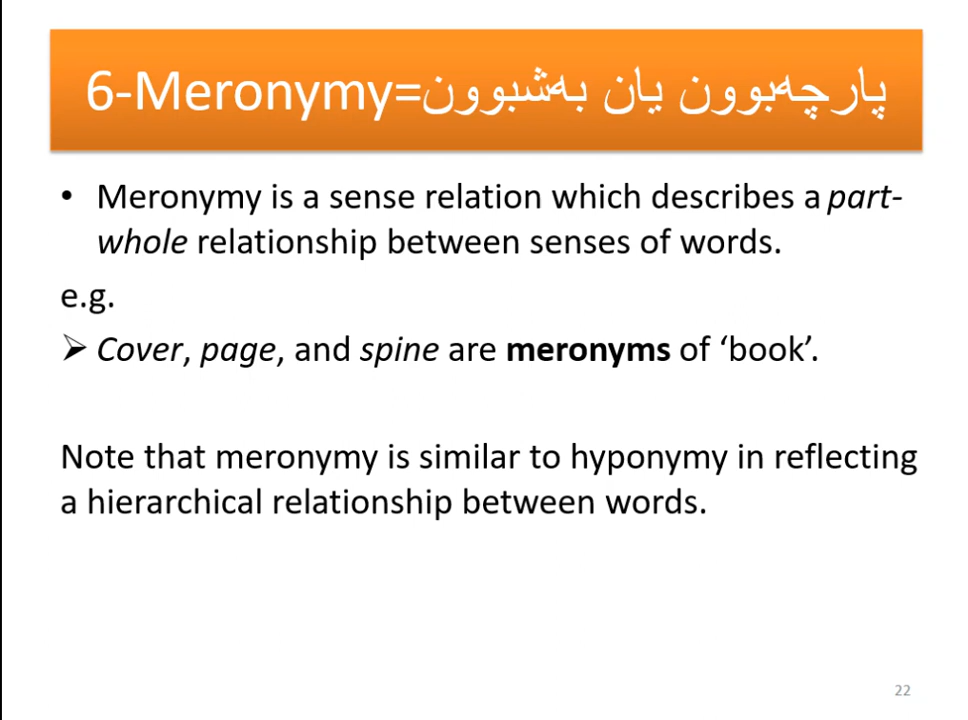 6-Meronymy=پارچەبوون یان بەشبوون
• Meronymy is a sense relation which describes a part-
whole relationship between senses of words.
e.g.
➢ Cover, page, and spine are meronyms of ‘book’.
Note that meronymy is similar to hyponymy in reflecting
a hierarchical relationship between words.
22